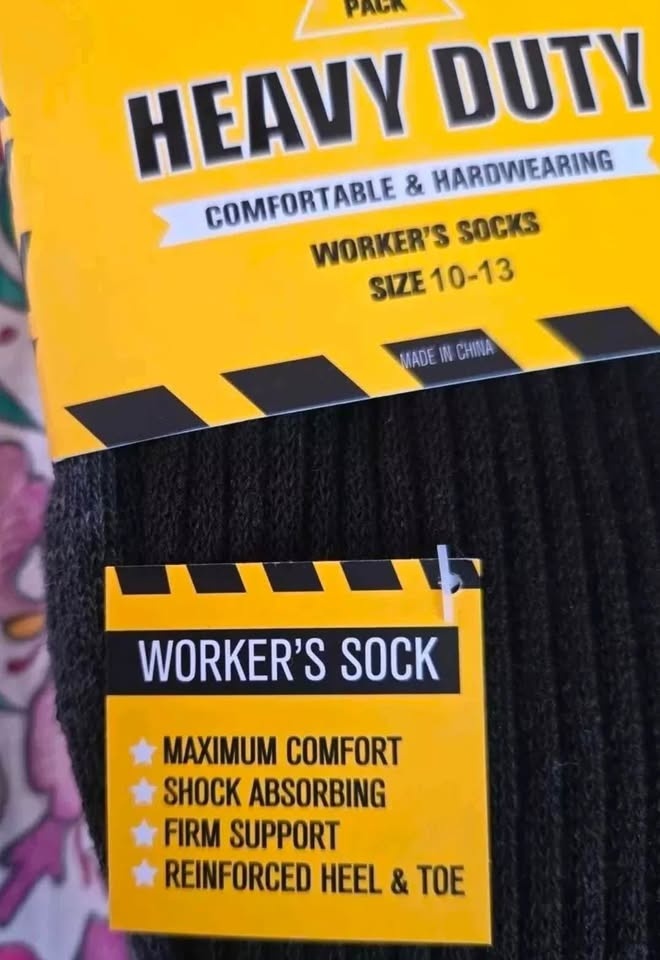 PACK
HEAVY DUTY
COMFORTABLE & HARDWEARING
WORKER'S SOCKS
SIZE 10-13
MADE IN CHINA
WORKER'S SOCK
MAXIMUM COMFORT
SHOCK ABSORBING
FIRM SUPPORT
REINFORCED HEEL & TOE